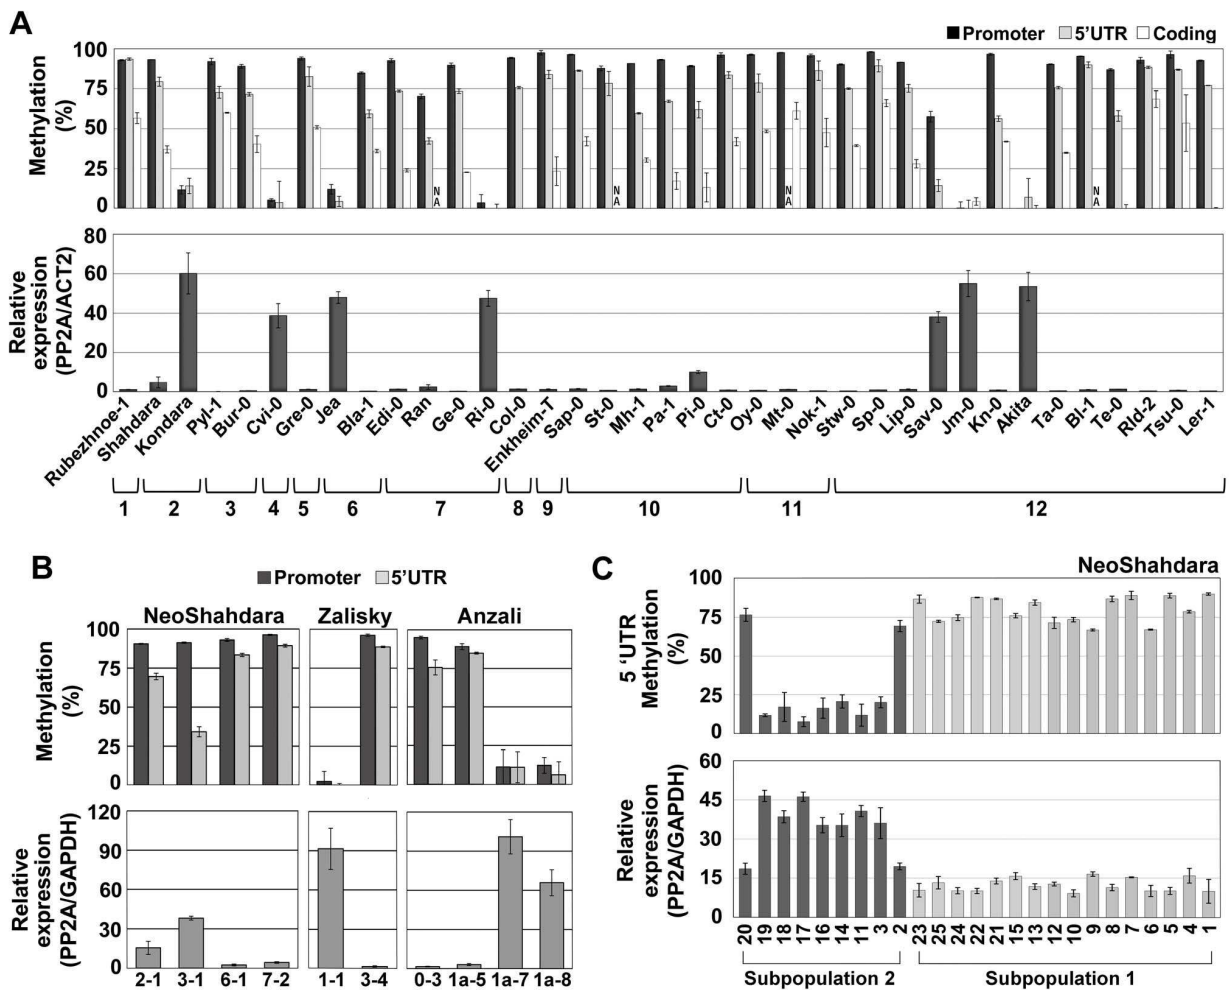 A
Promoter 5'UTR Coding
Methylation
(%)
100
75
50
25
0
N
A
N
A
N
A
N
A
Relative
expression
(PP2A/ACT2)
80
60
40
20
0
Rubezhnoe-1 Shahdara Kondara Pyl-1 Bur-0 Cvi-0 Gre-0 Jea Bla-1 Edi-0 Ran Ge-0 Ri-0 Col-0 Enkheim-T Sap-0 St-0 Mh-1 Pa-1 Pi-0 Ct-0 Oy-0 Mt-0 Nok-1 Stw-0 Sp-0 Lip-0 Sav-0 Jm-0 Kn-0 Akita Ta-0 Bl-1 Te-0 Rld-2 Tsu-0 Ler-1
1 2 3 4 5 6 7 8 9 10 11 12
B
Promoter 5'UTR
NeoShahdara Zalisky Anzali
Methylation
(%)
100
75
50
25
0
Relative
expression
(PP2A/GAPDH)
120
90
60
30
0
2-1 3-1 6-1 7-2 1-1 3-4 0-3 1a-5 1a-7 1a-8
C
NeoShahdara
5 'UTR
Methylation
(%)
100
75
50
25
0
Relative
expression
(PP2A/GAPDH)
60
45
30
15
0
20 19 18 17 16 14 11 3 2 23 25 24 22 21 15 13 12 10 9 8 7 6 5 4 1
Subpopulation 2 Subpopulation 1